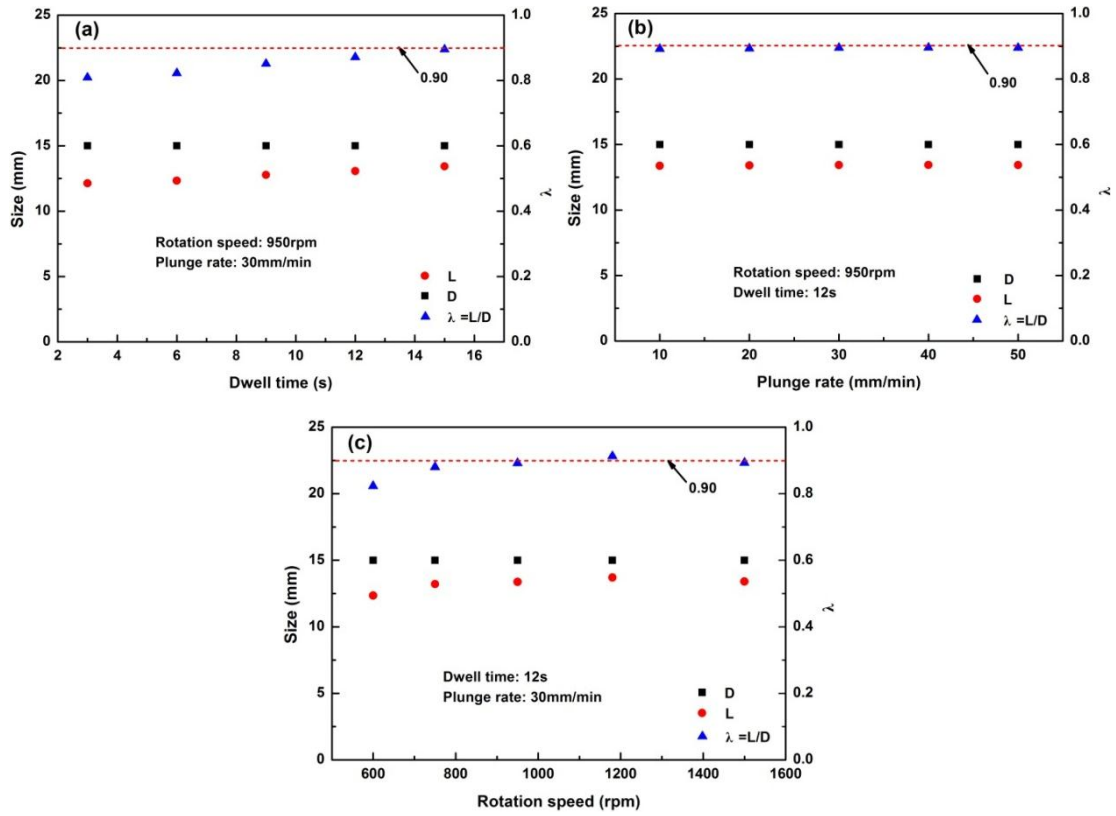 (a)
25
20
15
10
5
0
Size (mm)
1.0
0.8
0.6
0.4
0.2
0.0
λ
0.90
Rotation speed: 950rpm
Plunge rate: 30mm/min
L
D
λ =L/D
2 4 6 8 10 12 14 16
Dwell time (s)
(b)
25
20
15
10
5
0
Size (mm)
1.0
0.8
0.6
0.4
0.2
0.0
λ
0.90
Rotation speed: 950rpm
Dwell time: 12s
D
L
λ =L/D
10 20 30 40 50
Plunge rate (mm/min)
(c)
25
20
15
10
5
0
Size (mm)
1.0
0.8
0.6
0.4
0.2
0.0
λ
0.90
Dwell time: 12s
Plunge rate: 30mm/min
D
L
λ =L/D
600 800 1000 1200 1400 1600
Rotation speed (rpm)